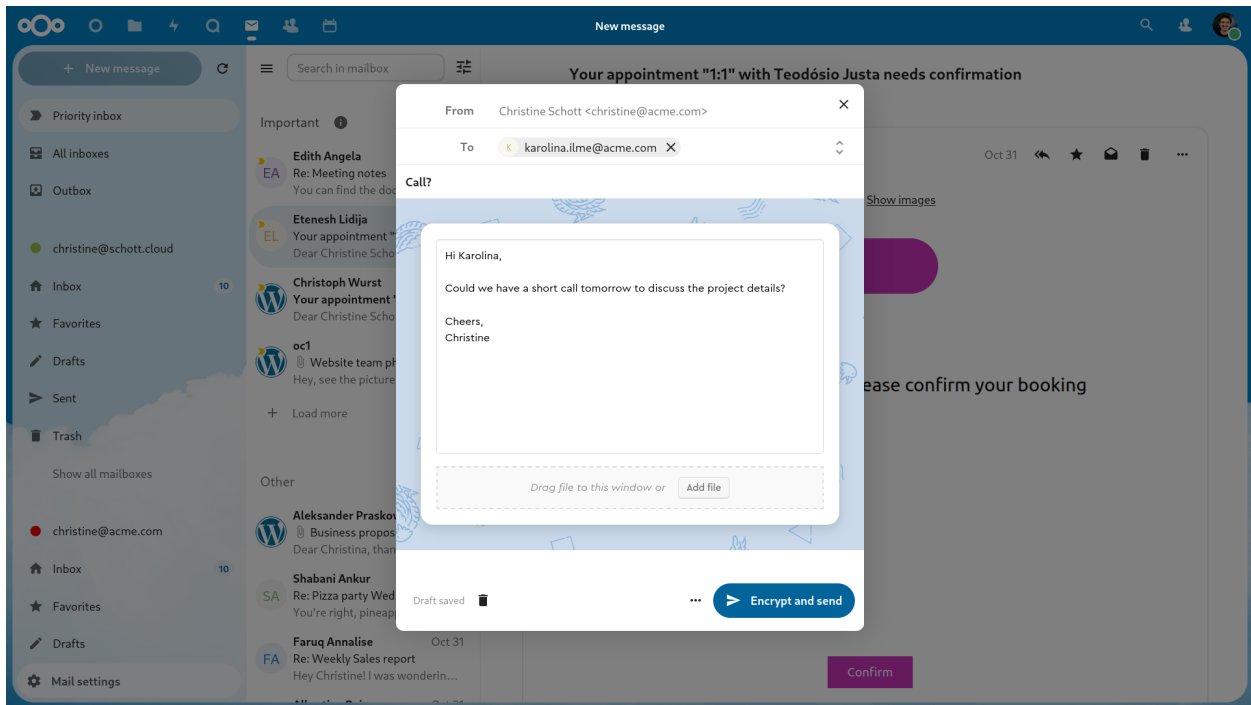 New message
+ New message
Search in mailbox
Priority inbox
All inboxes
Outbox
christine@schott.cloud
Inbox 10
Favorites
Drafts
Sent
Trash
Show all mailboxes
christine@acme.com
Inbox 10
Favorites
Drafts
Mail settings
Important
EA
Edith Angela
Re: Meeting notes
You can find the doc
EL
Etenesh Lidija
Your appointment "
Dear Christine Scho
Christoph Wurst
Your appointment "
Dear Christine Scho
oc1
Website team ph
Hey, see the picture
+ Load more
Other
Aleksander Praskov
Business propos
Dear Christina, than
SA
Shabani Ankur
Re: Pizza party Wed
You're right, pineap
FA
Faruq Annalise Oct 31
Re: Weekly Sales report
Hey Christine! I was wonderin…
Your appointment "1:1" with Teodósio Justa needs confirmation
Oct 31
Show images
ease confirm your booking
Confirm
From Christine Schott <christine@acme.com>
To K karolina.ilme@acme.com
Call?
Hi Karolina,
Could we have a short call tomorrow to discuss the project details?
Cheers,
Christine
Drag file to this window or Add file
Draft saved
Encrypt and send